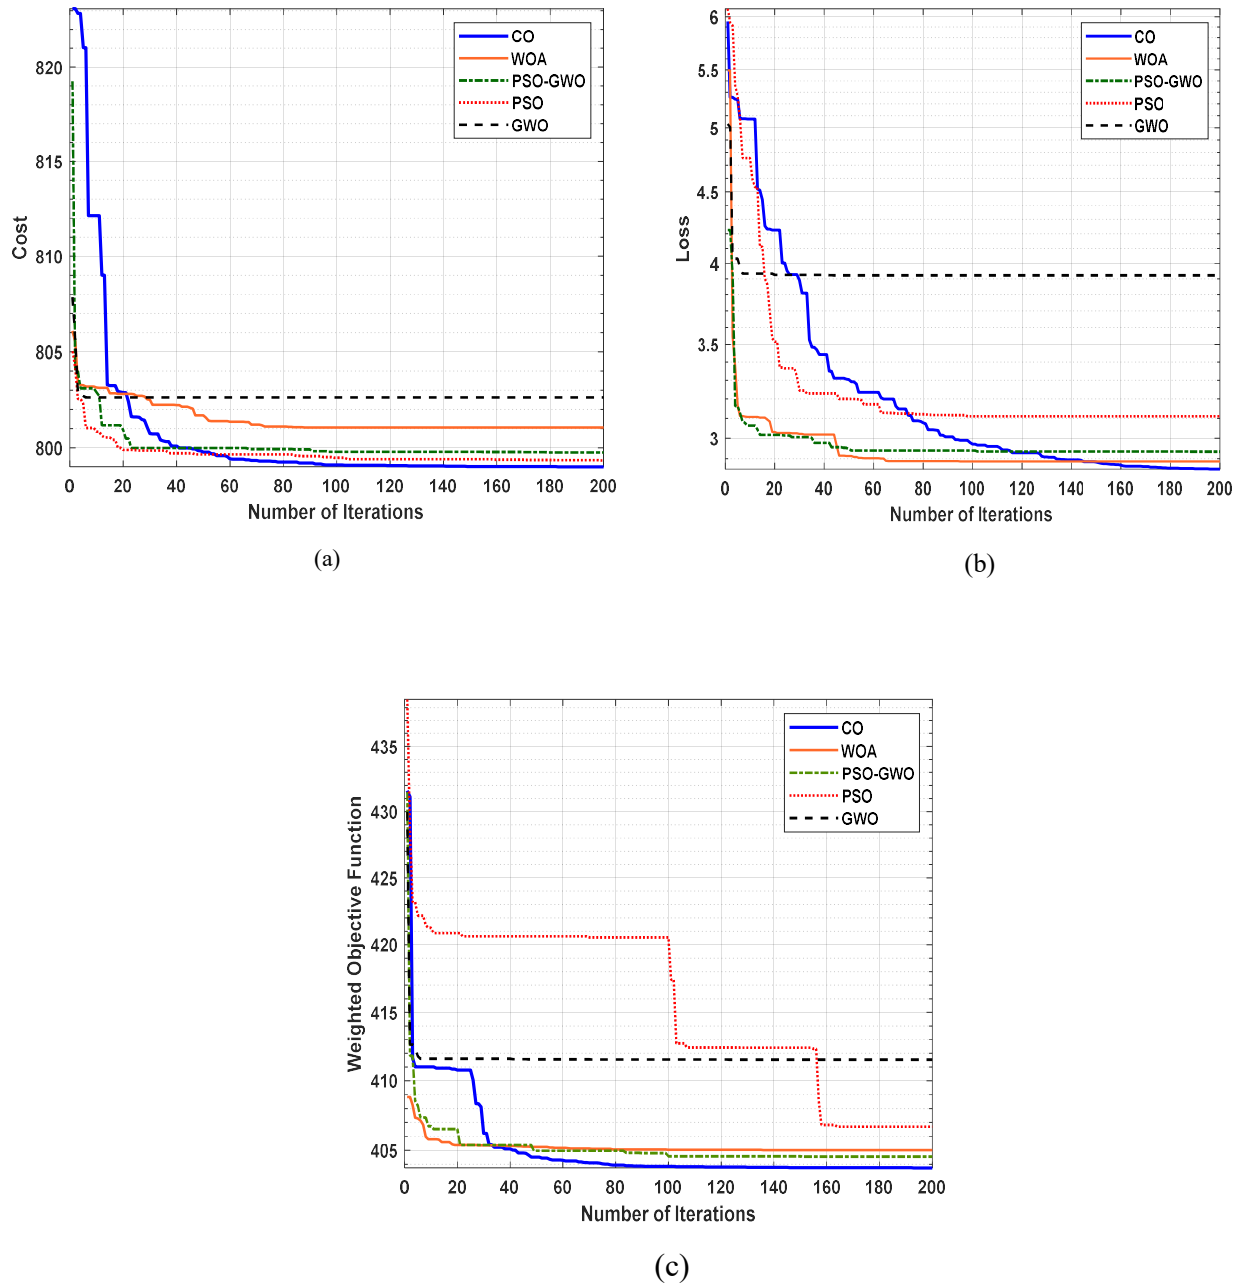 Cost
820
815
810
805
800
0 20 40 60 80 100 120 140 160 180 200
Number of Iterations
CO
WOA
PSO-GWO
PSO
GWO
(a)
Loss
6
5.5
5
4.5
4
3.5
3
0 20 40 60 80 100 120 140 160 180 200
Number of Iterations
CO
WOA
PSO-GWO
PSO
GWO
(b)
Weighted Objective Function
435
430
425
420
415
410
405
0 20 40 60 80 100 120 140 160 180 200
Number of Iterations
CO
WOA
PSO-GWO
PSO
GWO
(c)